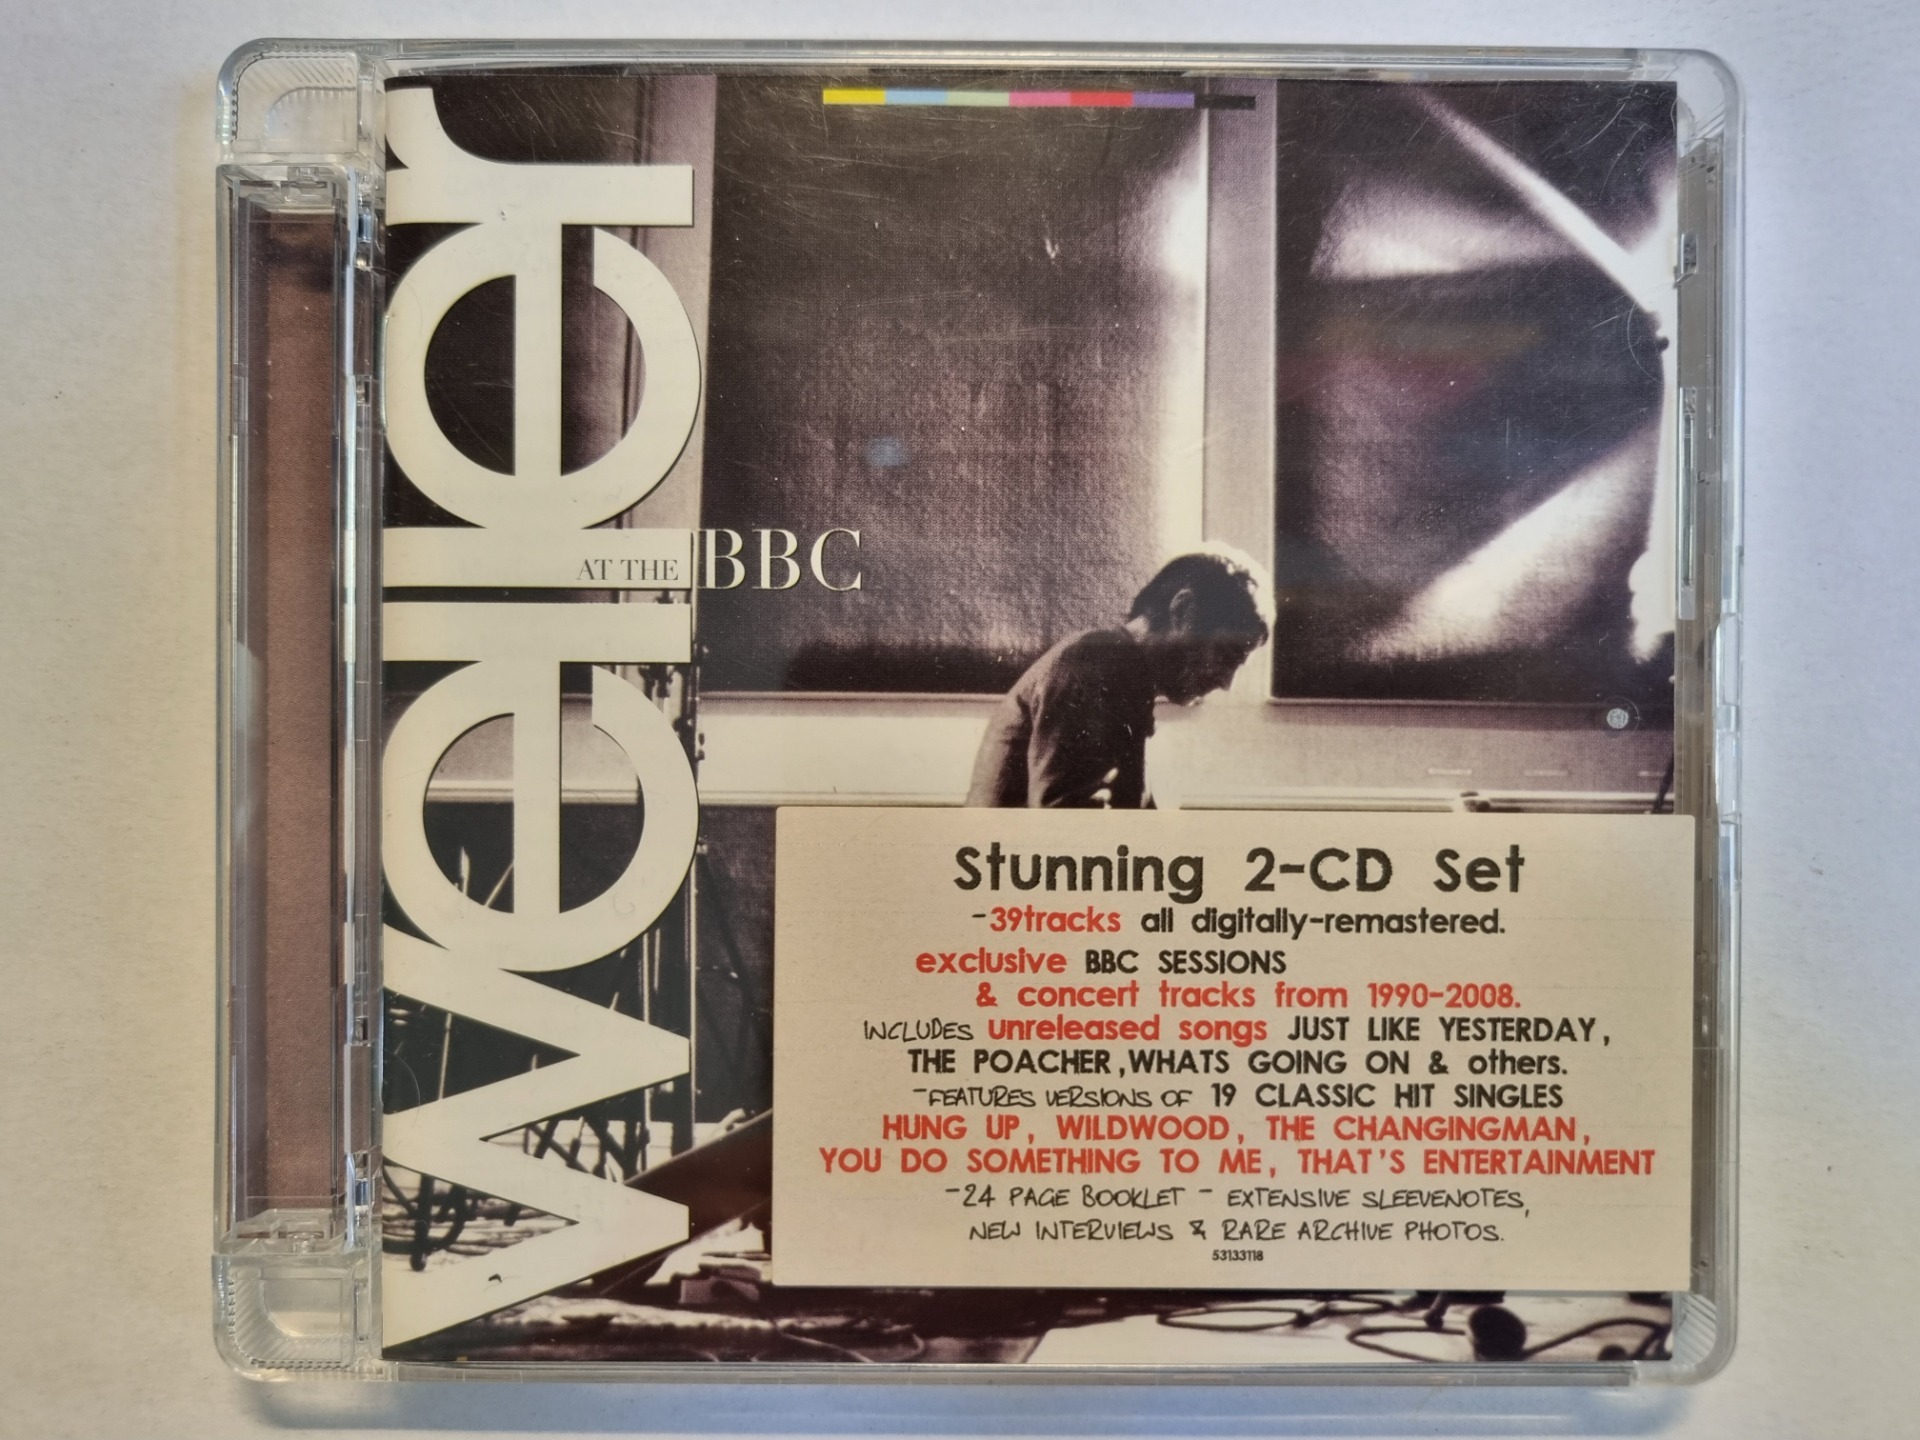 weller
AT THE BBC
Stunning 2-CD Set
-39tracks all digitally-remastered.
exclusive BBC SESSIONS
& concert tracks from 1990-2008.
INCLUDES unreleased songs JUST LIKE YESTERDAY,
THE POACHER,WHATS GOING ON & others.
-FEATURES VERSIONS OF 19 CLASSIC HIT SINGLES
HUNG UP, WILDWOOD, THE CHANGINGMAN,
YOU DO SOMETHING TO ME, THAT'S ENTERTAINMENT
-24 PAGE BOOKLET - EXTENSIVE SLEEVENOTES,
NEW INTERVIEWS & RARE ARCHIVE PHOTOS.
53133118